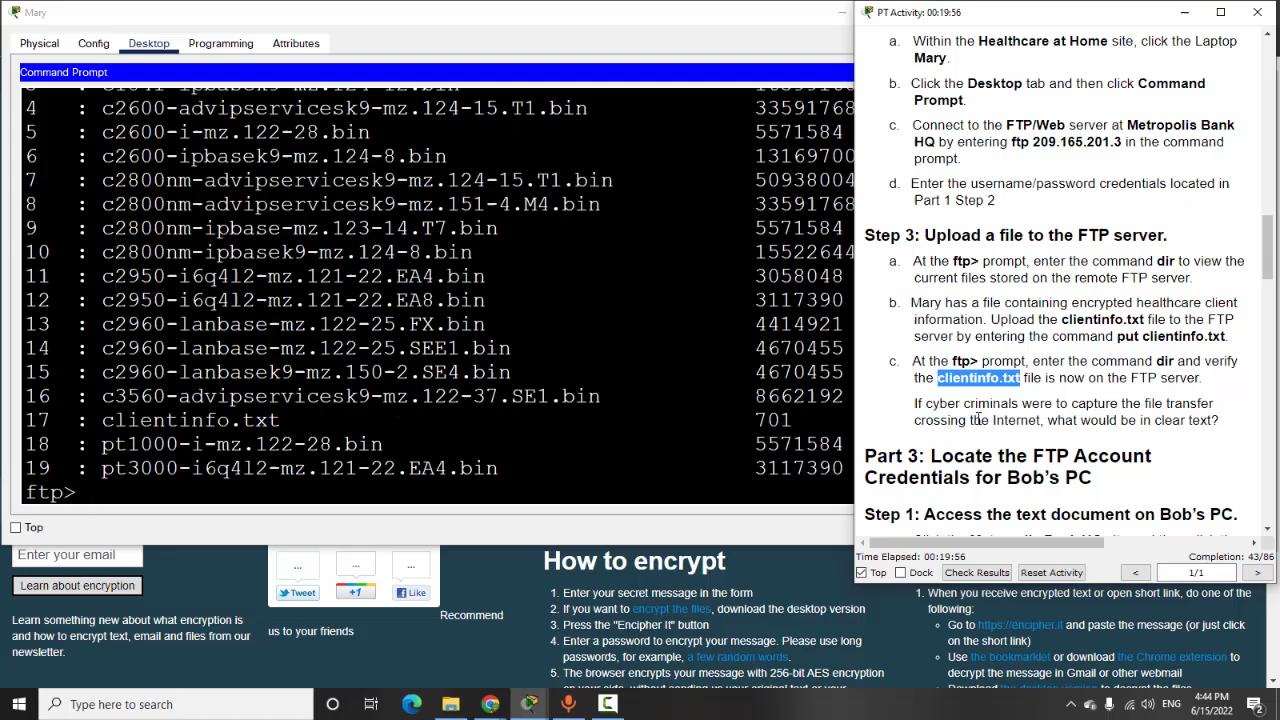 Mary
Physical Config Desktop Programming Attributes
Command Prompt
4 : c2600-advipservicesk9-mz.124-15.T1.bin 33591768
5 : c2600-i-mz.122-28.bin 5571584
6 : c2600-ipbasek9-mz.124-8.bin 13169700
7 : c2800nm-advipservicesk9-mz.124-15.T1.bin 50938004
8 : c2800nm-advipservicesk9-mz.151-4.M4.bin 33591768
9 : c2800nm-ipbase-mz.123-14.T7.bin 5571584
10 : c2800nm-ipbasek9-mz.124-8.bin 15522644
11 : c2950-i6q4l2-mz.121-22.EA4.bin 3058048
12 : c2950-i6q4l2-mz.121-22.EA8.bin 3117390
13 : c2960-lanbase-mz.122-25.FX.bin 4414921
14 : c2960-lanbase-mz.122-25.SEE1.bin 4670455
15 : c2960-lanbasek9-mz.150-2.SE4.bin 4670455
16 : c3560-advipservicesk9-mz.122-37.SE1.bin 8662192
17 : clientinfo.txt 701
18 : pt1000-i-mz.122-28.bin 5571584
19 : pt3000-i6q4l2-mz.121-22.EA4.bin 3117390
ftp>
Top
PT Activity: 00:19:56
a. Within the Healthcare at Home site, click the Laptop
Mary.
b. Click the Desktop tab and then click Command
Prompt.
c. Connect to the FTP/Web server at Metropolis Bank
HQ by entering ftp 209.165.201.3 in the command
prompt.
d. Enter the username/password credentials located in
Part 1 Step 2
Step 3: Upload a file to the FTP server.
a. At the ftp> prompt, enter the command dir to view the
current files stored on the remote FTP server.
b. Mary has a file containing encrypted healthcare client
information. Upload the clientinfo.txt file to the FTP
server by entering the command put clientinfo.txt.
c. At the ftp> prompt, enter the command dir and verify
the clientinfo.txt file is now on the FTP server.
If cyber criminals were to capture the file transfer
crossing the Internet, what would be in clear text?
Part 3: Locate the FTP Account
Credentials for Bob's PC
Step 1: Access the text document on Bob's PC.
Time Elapsed: 00:19:56 Completion: 43/86
Top Dock Check Results Reset Activity < 1/1 >
Enter your email
Learn about encryption
Learn something new about what encryption is
and how to encrypt text, email and files from our
newsletter.
... ... ...
Tweet +1 Like
Recommend
us to your friends
How to encrypt
1. Enter your secret message in the form
2. If you want to encrypt the files, download the desktop version
3. Press the "Encipher It" button
4. Enter a password to encrypt your message. Please use long
passwords, for example, a few random words.
5. The browser encrypts your message with 256-bit AES encryption
1. When you receive encrypted text or open short link, do one of the
following:
Go to https://encipher.it and paste the message (or just click
on the short link)
Use the bookmarklet or download the Chrome extension to
decrypt the message in Gmail or other webmail
Type here to search
ENG
4:44 PM
6/15/2022
2